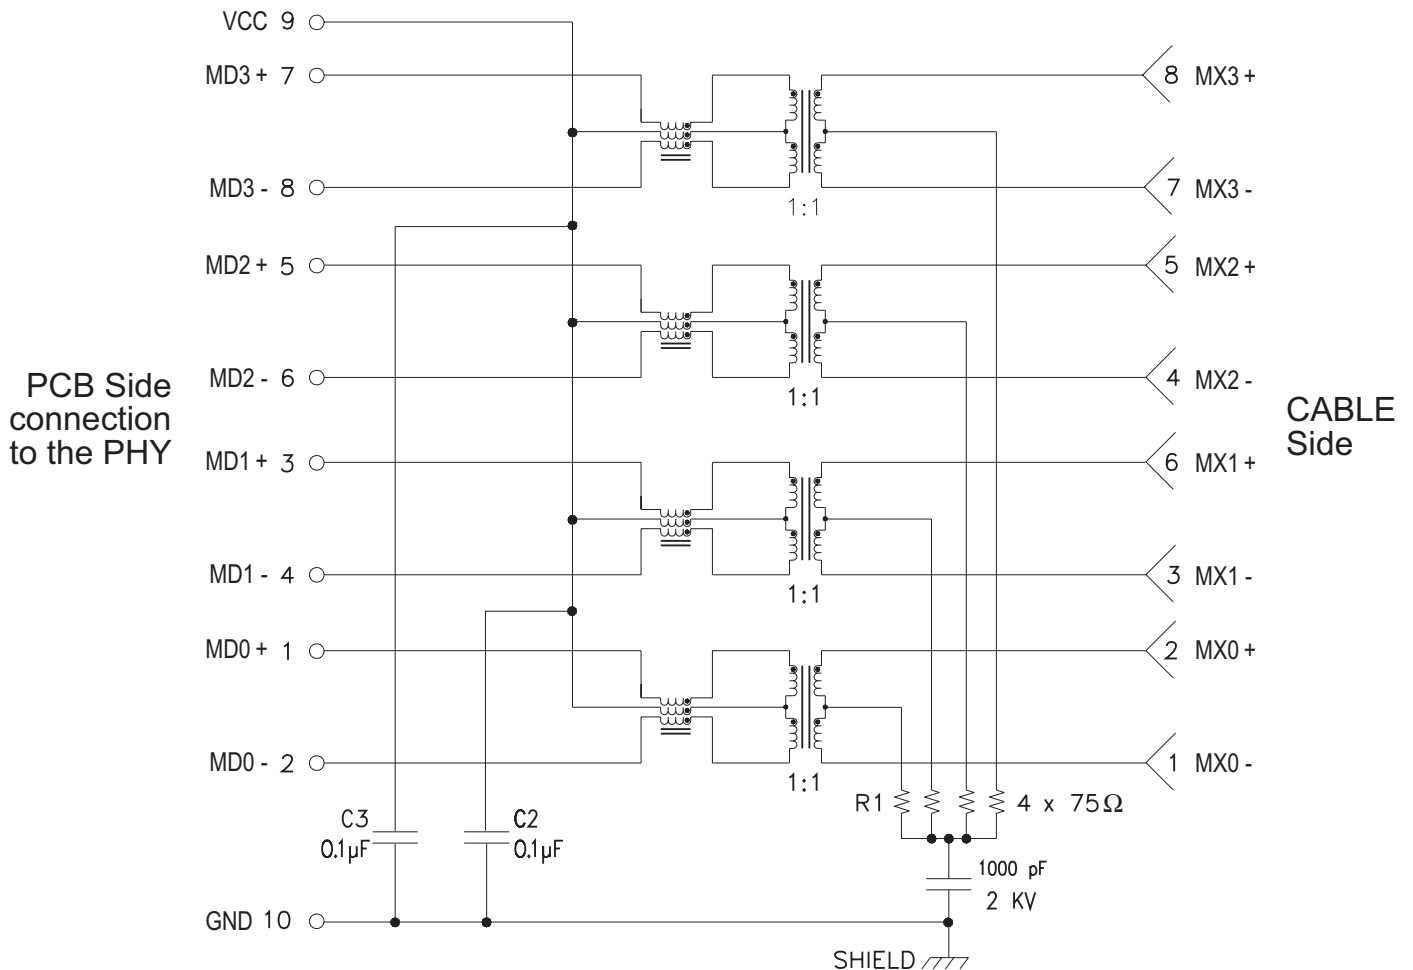 VCC 9
MD3 + 7
8 MX3 +
MD3 - 8
7 MX3 -
1:1
MD2 + 5
5 MX2 +
MD2 - 6
4 MX2 -
1:1
PCB Side
connection
to the PHY
CABLE
Side
MD1 + 3
6 MX1 +
MD1 - 4
3 MX1 -
1:1
MD0 + 1
2 MX0 +
MD0 - 2
1 MX0 -
1:1
R1 4 x 75Ω
C3
0.1µF
C2
0.1µF
1000 pF
2 KV
GND 10
SHIELD